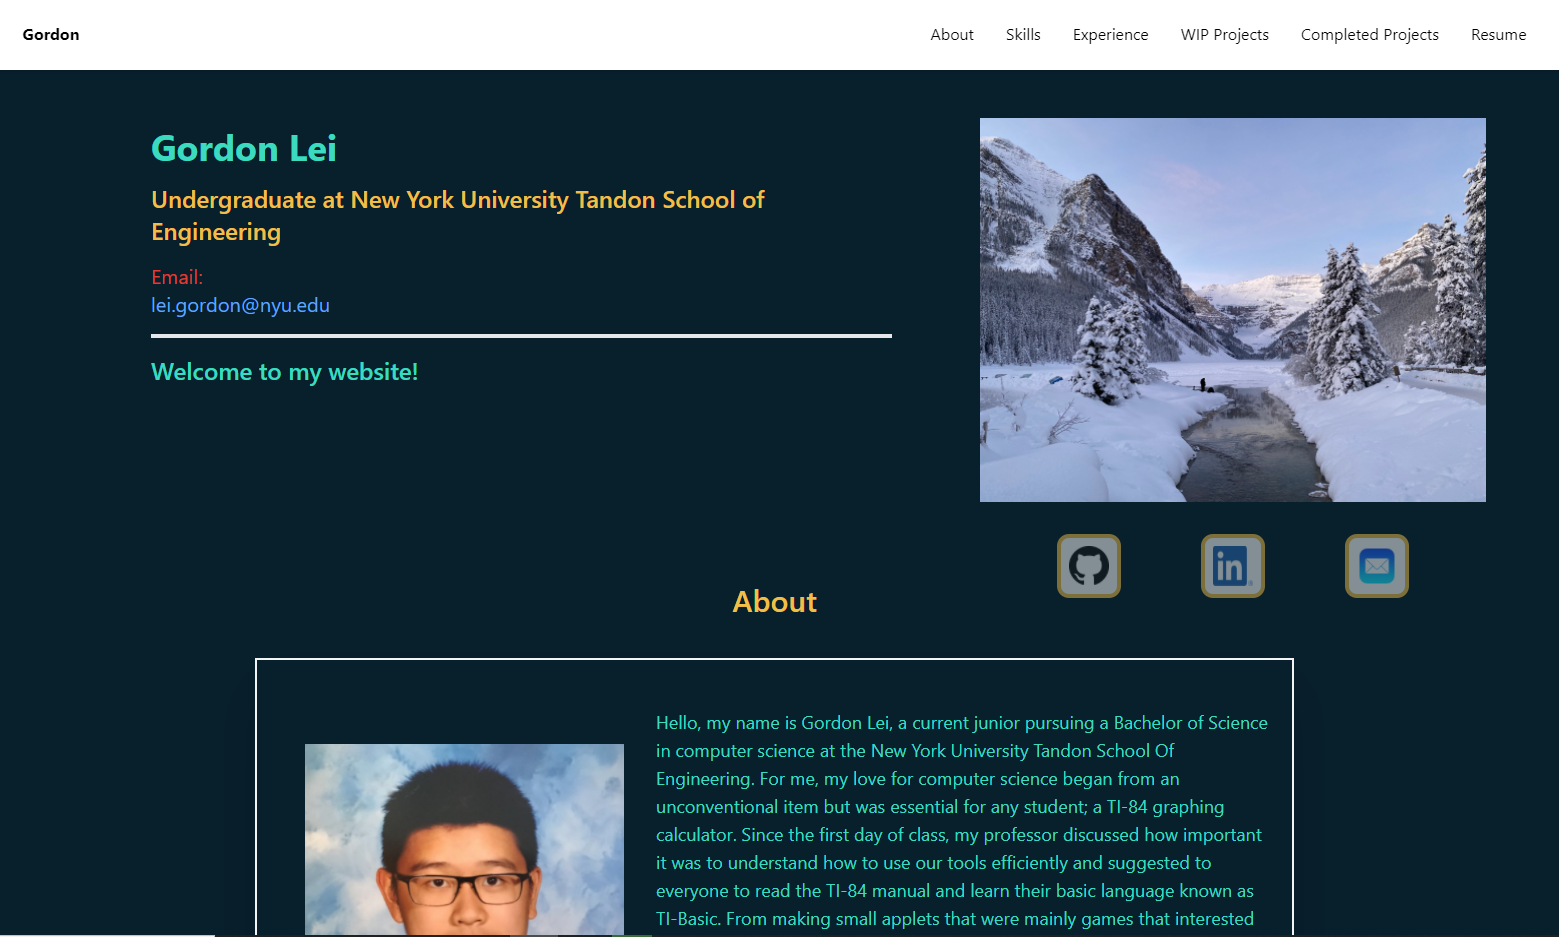 Gordon
About Skills Experience WIP Projects Completed Projects Resume
Gordon Lei
Undergraduate at New York University Tandon School of
Engineering
Email:
lei.gordon@nyu.edu
Welcome to my website!
in
About
Hello, my name is Gordon Lei, a current junior pursuing a Bachelor of Science
in computer science at the New York University Tandon School Of
Engineering. For me, my love for computer science began from an
unconventional item but was essential for any student; a TI-84 graphing
calculator. Since the first day of class, my professor discussed how important
it was to understand how to use our tools efficiently and suggested to
everyone to read the TI-84 manual and learn their basic language known as
TI-Basic. From making small applets that were mainly games that interested